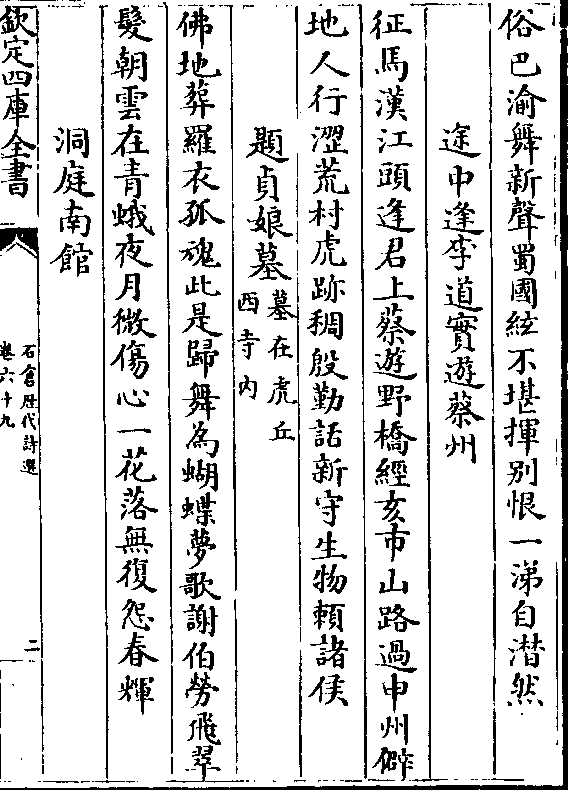 俗巴渝舞新聲蜀國絃不堪揮别恨一涕自潸然
途中逢李道實遊蔡州
征馬漢江頭逢君上蔡遊野橋經亥市山路過申州僻
地人行澀荒村虎跡稠殷勤話新守生物頼諸侯
題貞娘墓墓在虎丘
西寺内
佛地葬羅衣孤魂此是歸舞為蝴蝶夢歌謝伯勞飛翠
髮朝雲在青蛾夜月微傷心一花落無復怨春輝
洞庭南館
欽定四庫全書
石倉歷代詩選
卷六十九
二